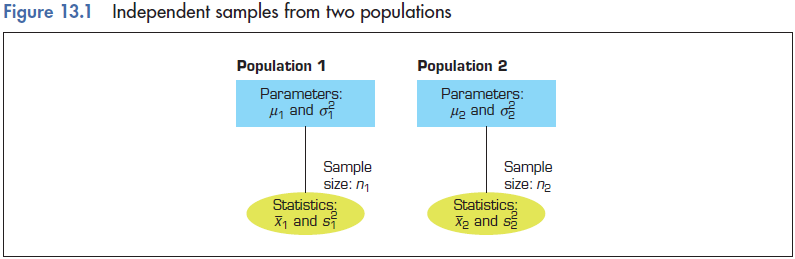 Figure 13.1 Independent samples from two populations
Population 1
Parameters:
μ₁ and σ₁²
Sample
size: n₁
Statistics:
x̄₁ and s₁²
Population 2
Parameters:
μ₂ and σ₂²
Sample
size: n₂
Statistics:
x̄₂ and s₂²